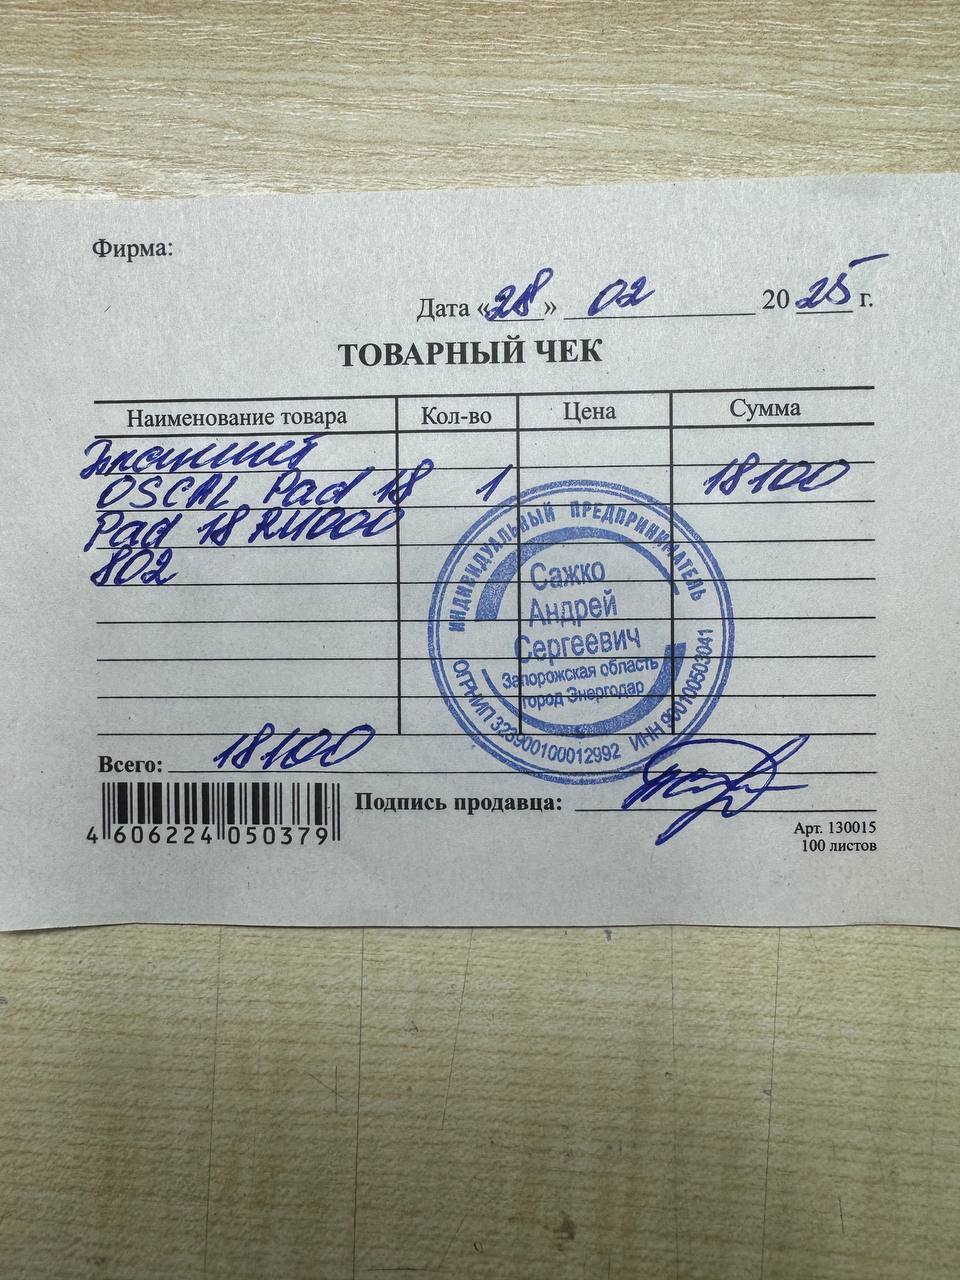 Фирма:
Дата «28» 02 2025 г.
ТОВАРНЫЙ ЧЕК
Наименование товара Кол-во Цена Сумма
Планшет
OSCAL Pad 18 1 18100
Pad 18 R4000
802
ИНДИВИДУАЛЬНЫЙ ПРЕДПРИНИМАТЕЛЬ
Сажко
Андрей
Сергеевич
Запорожская область
город Энергодар
ОГРНИП 323900100012992 ИНН 900100503041
Всего: 18100
Подпись продавца:
4 606224 050379
Арт. 130015
100 листов